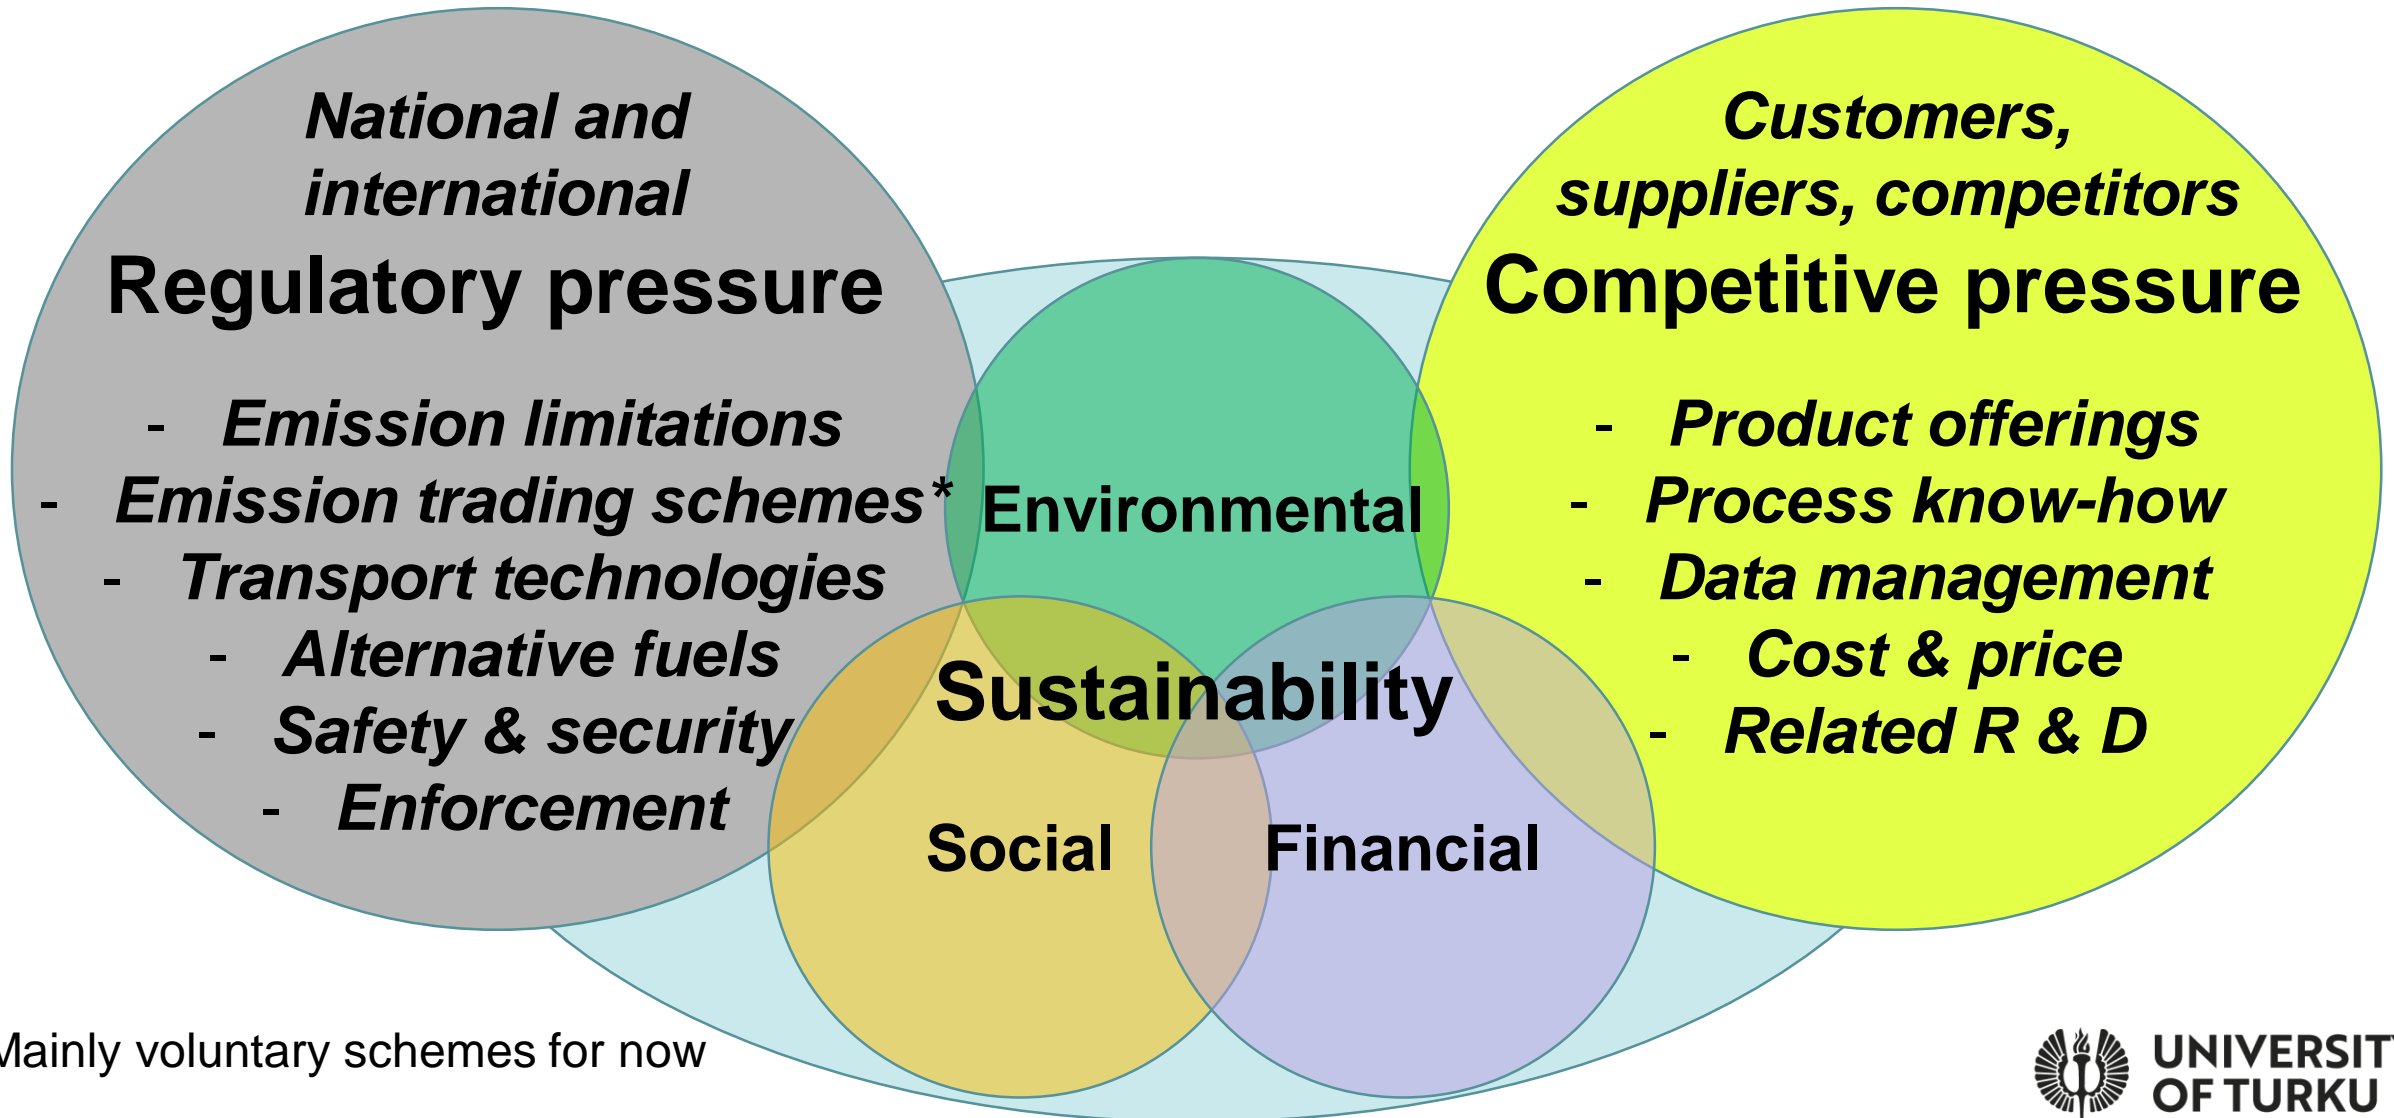 National and
international
Regulatory pressure
- Emission limitations
- Emission trading schemes*
- Transport technologies
- Alternative fuels
- Safety & security
- Enforcement
Customers,
suppliers, competitors
Competitive pressure
- Product offerings
- Process know-how
- Data management
- Cost & price
- Related R & D
Environmental
Sustainability
Social
Financial
Mainly voluntary schemes for now
UNIVERSITY
OF TURKU